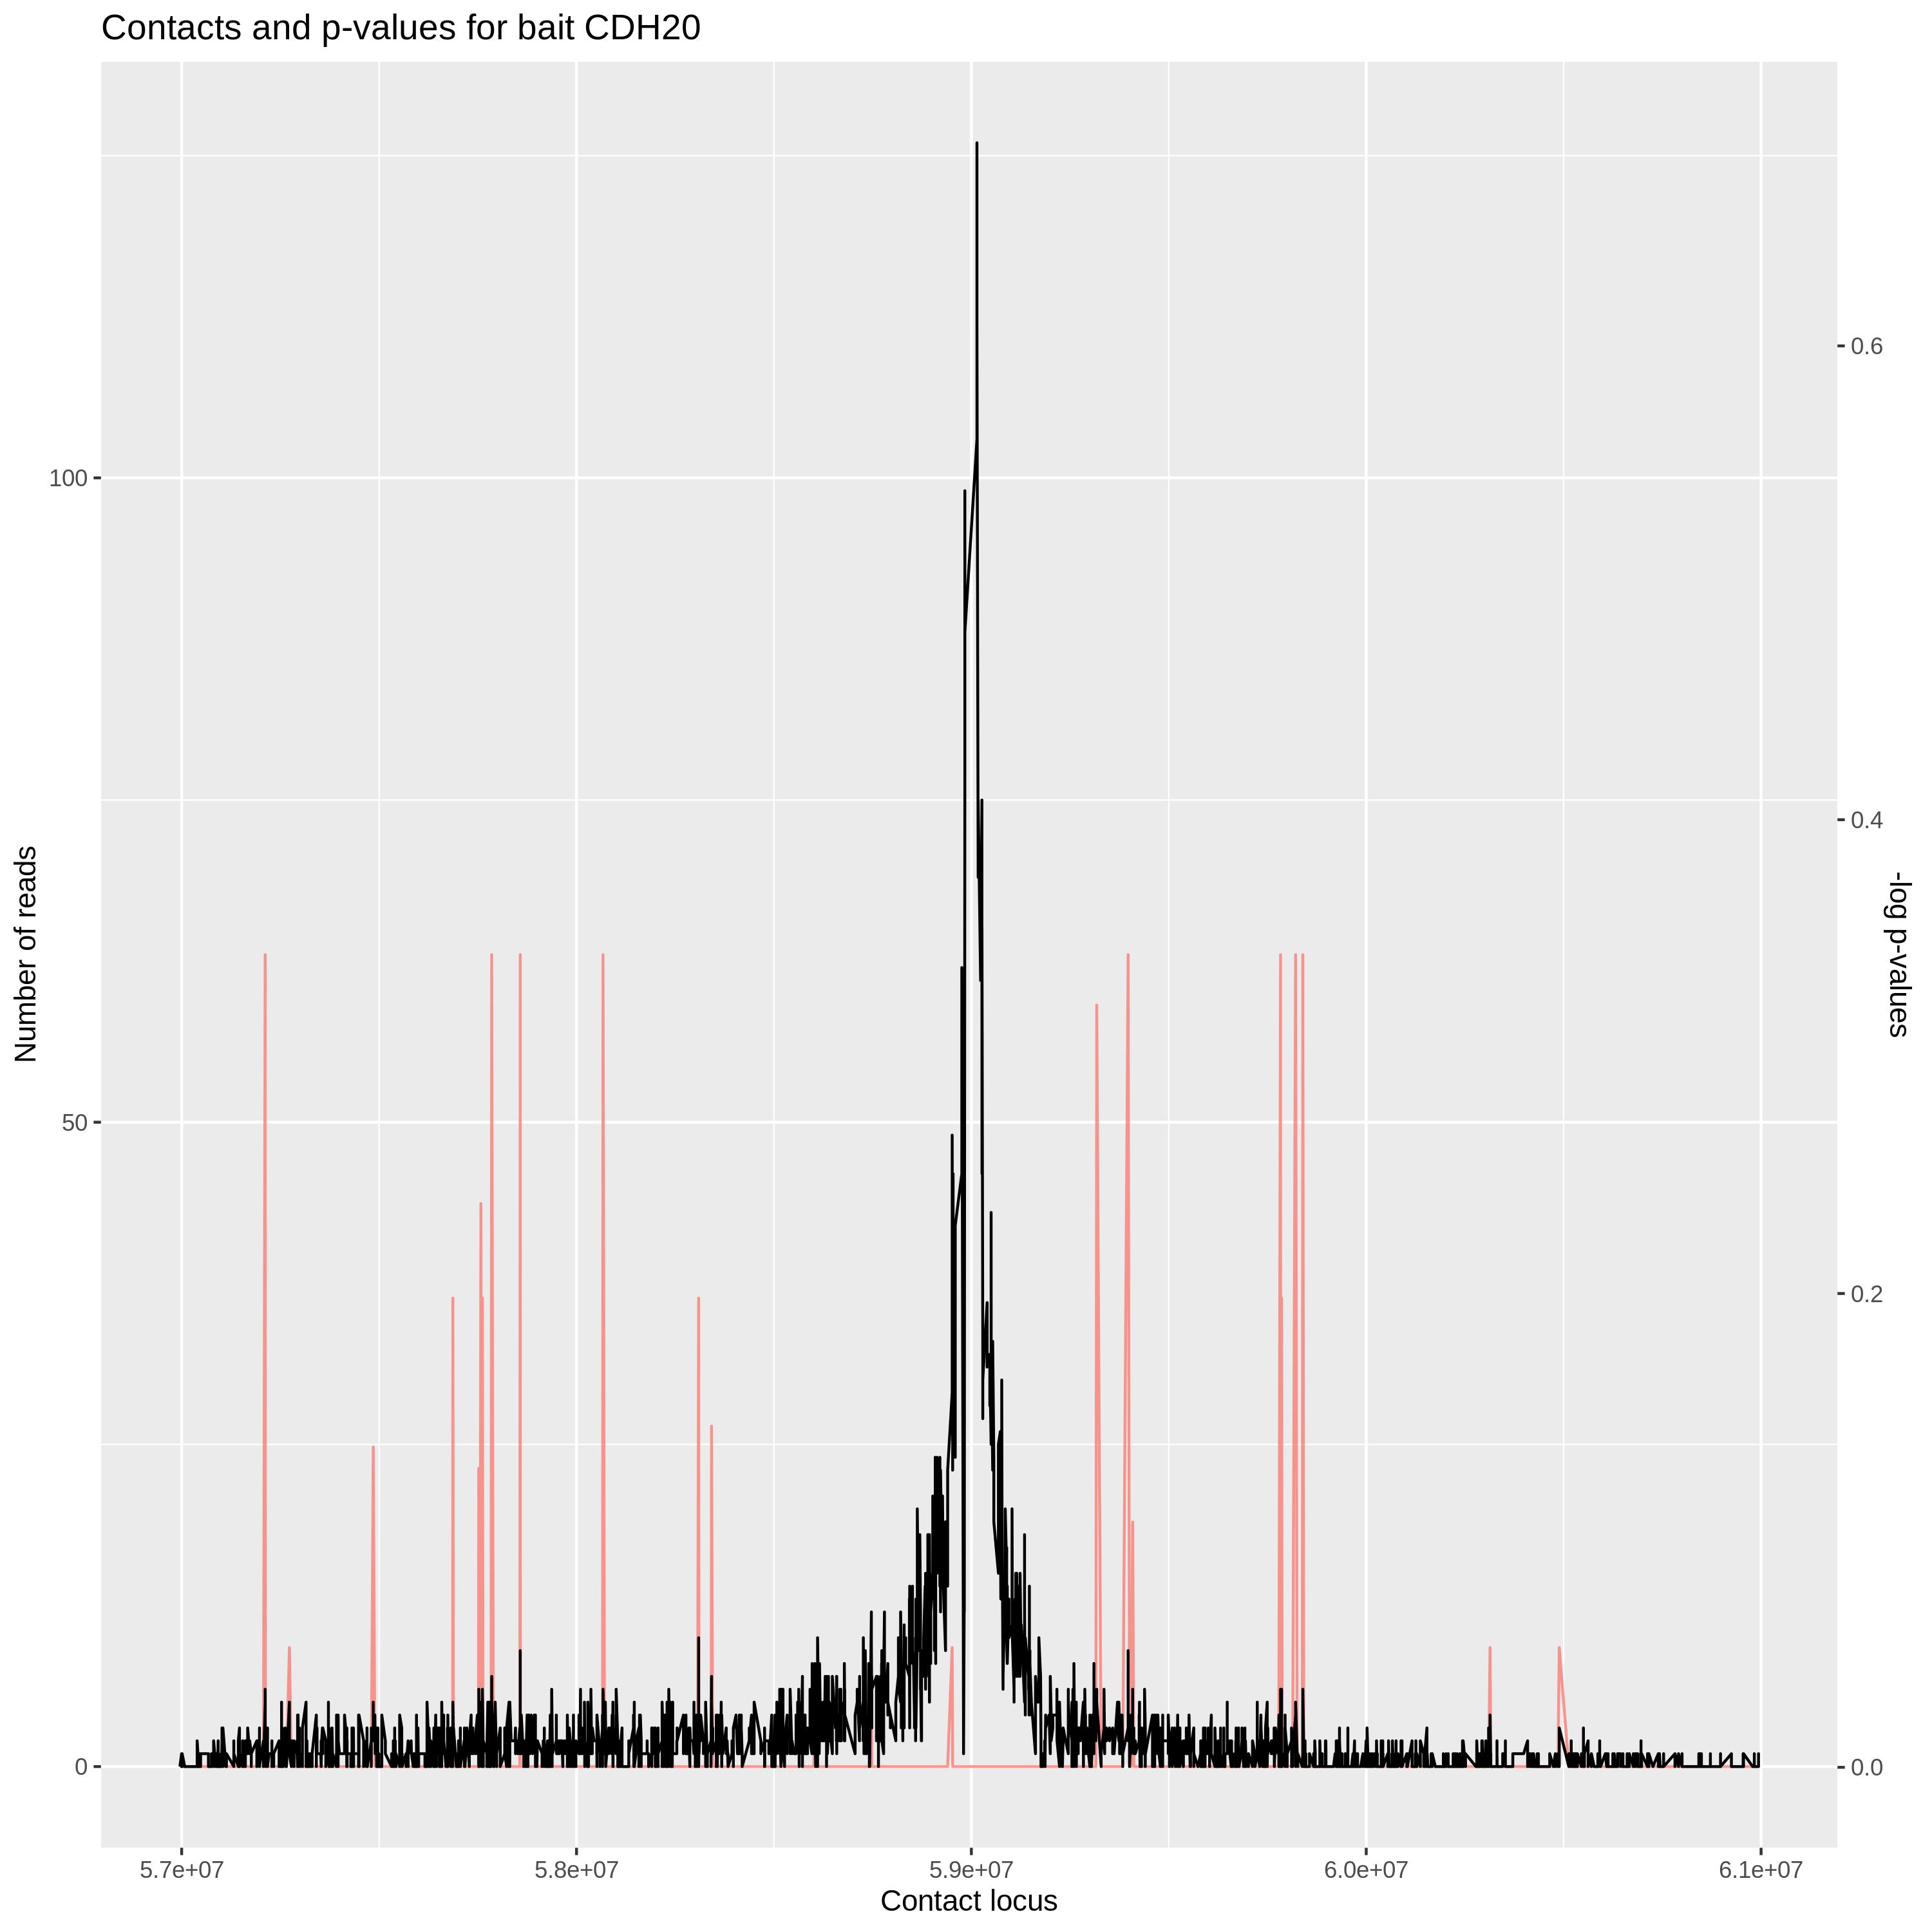 Contacts and p-values for bait CDH20
Number of reads
100
50
0
0.6
0.4
0.2
0.0
-log p-values
5.7e+07 5.8e+07 5.9e+07 6.0e+07 6.1e+07
Contact locus